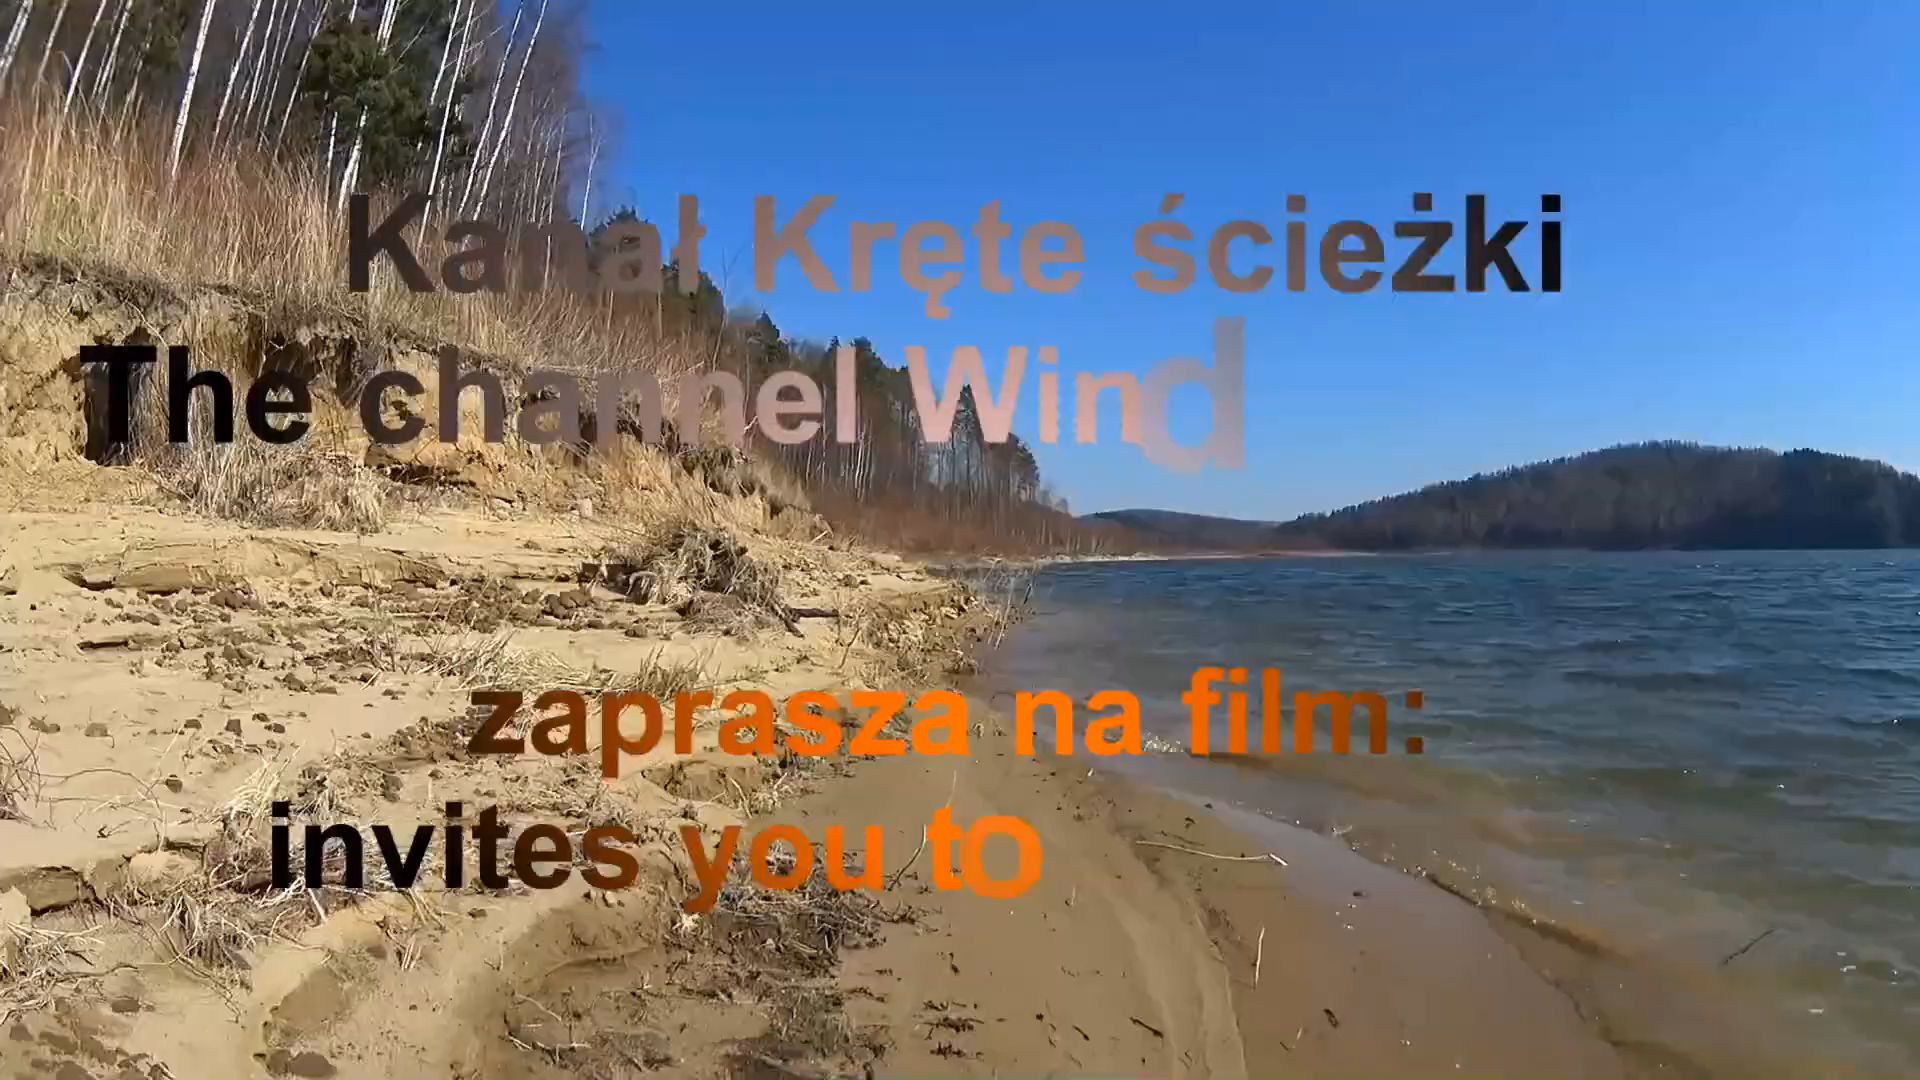 Kanał Kręte ścieżki
The channel Wind
zaprasza na film:
invites you to